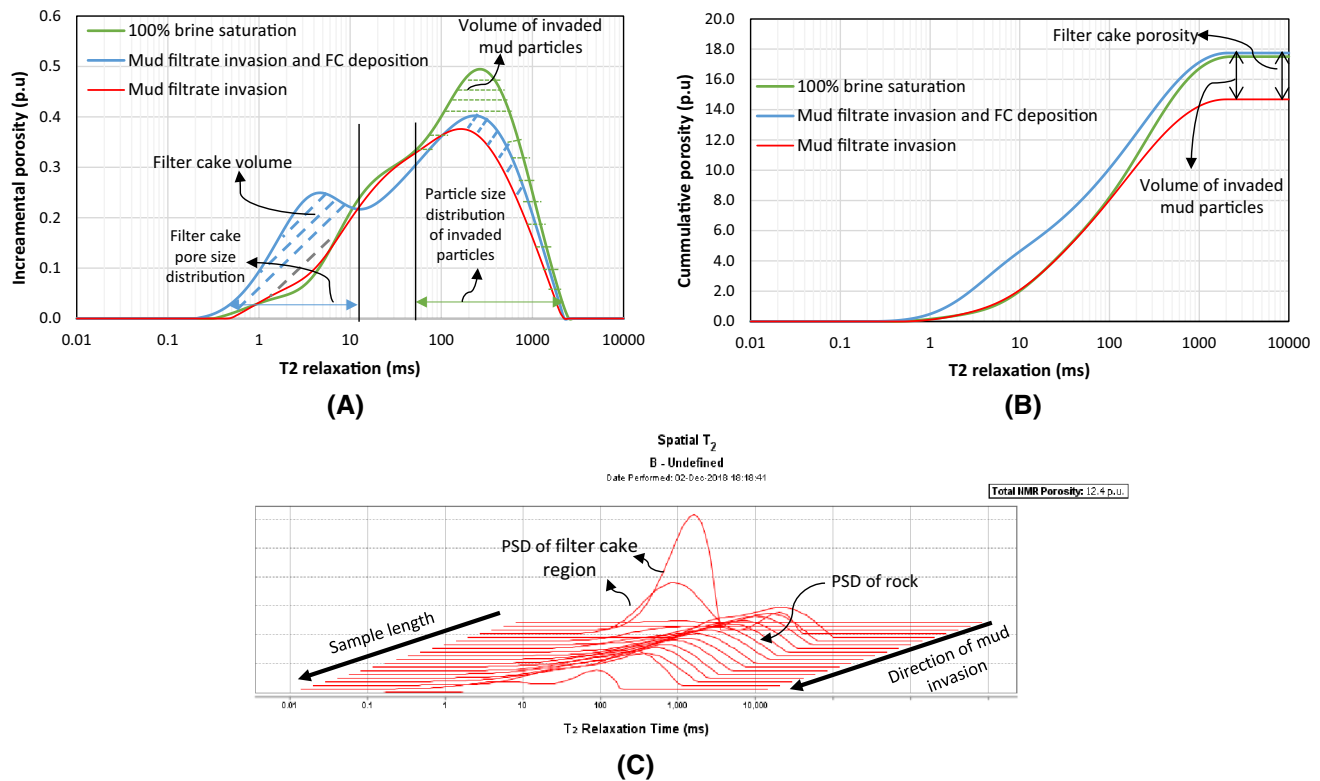 100% brine saturation
Mud filtrate invasion and FC deposition
Mud filtrate invasion
Volume of invaded
mud particles
Filter cake volume
Filter cake
pore size
distribution
Particle size
distribution
of invaded
particles
Increamental porosity (p.u)
0.6
0.5
0.4
0.3
0.2
0.1
0.0
0.01
0.1
1
10
100
1000
10000
T2 relaxation (ms)
(A)
Filter cake porosity
100% brine saturation
Mud filtrate invasion and FC deposition
Mud filtrate invasion
Volume of invaded
mud particles
Cummulative porosity (p.u)
20.0
18.0
16.0
14.0
12.0
10.0
8.0
6.0
4.0
2.0
0.0
0.01
0.1
1
10
100
1000
10000
T2 relaxation (ms)
(B)
Spatial T2
B - Undefined
Date Performed: 02-Dec-2018 18:18:41
Total NMR Porosity: 12.4 p.u.
PSD of filter cake
region
PSD of rock
Sample length
Direction of mud
invasion
0.01
0.1
1
10
100
1,000
10,000
T2 Relaxation Time (ms)
(C)